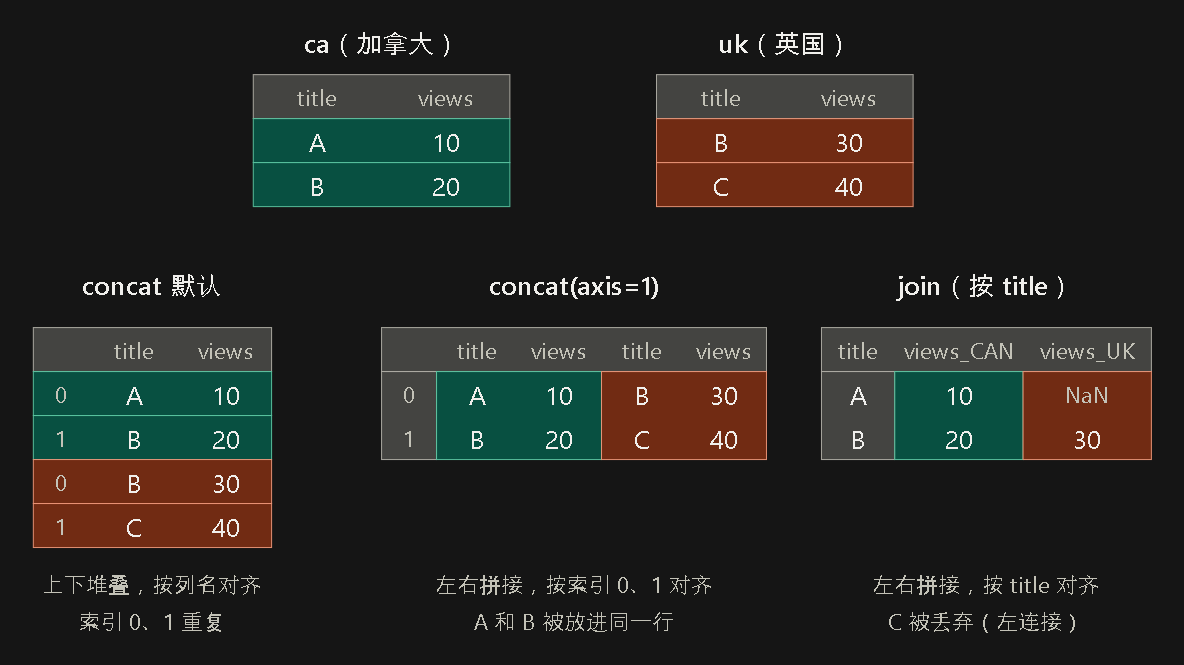 ca（加拿大）
uk（英国）
title views
title views
A 10
B 30
B 20
C 40
concat 默认
concat(axis=1)
join（按 title）
title views
title views title views
title views_CAN views_UK
0 A 10
0 A 10 B 30
A 10 NaN
1 B 20
1 B 20 C 40
B 20 30
0 B 30
1 C 40
上下堆叠，按列名对齐
左右拼接，按索引 0、1 对齐
左右拼接，按 title 对齐
索引 0、1 重复
A 和 B 被放进同一行
C 被丢弃（左连接）